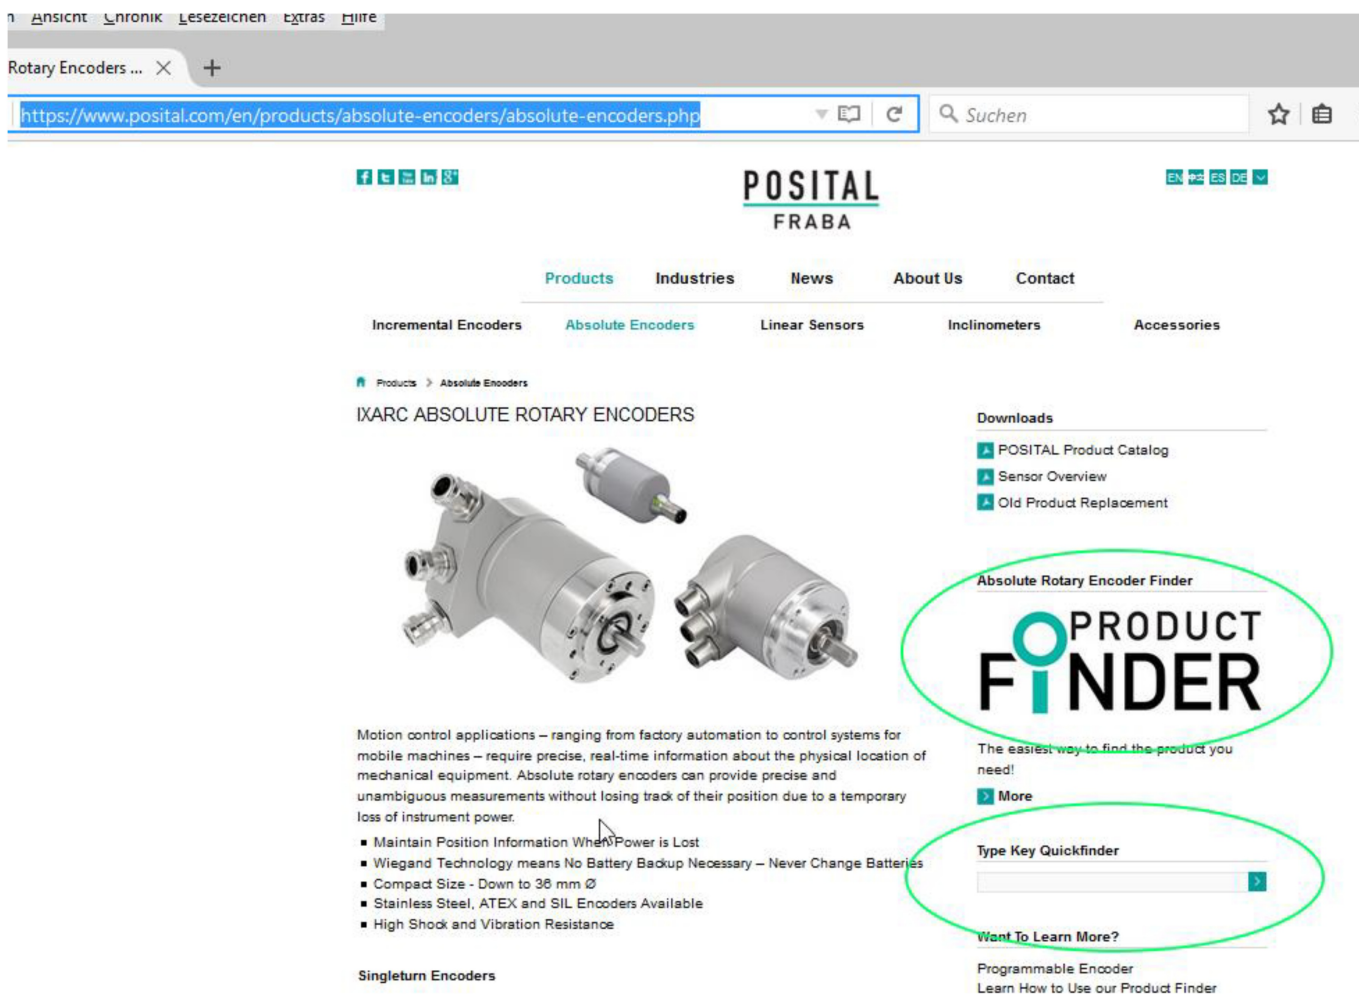 Ansicht Chronik Lesezeichen Extras Hilfe
Rotary Encoders ...
https://www.posital.com/en/products/absolute-encoders/absolute-encoders.php
Suchen
POSITAL
FRABA
EN 中文 ES DE
Products Industries News About Us Contact
Incremental Encoders Absolute Encoders Linear Sensors Inclinometers Accessories
Products > Absolute Encoders
IXARC ABSOLUTE ROTARY ENCODERS
Motion control applications – ranging from factory automation to control systems for
mobile machines – require precise, real-time information about the physical location of
mechanical equipment. Absolute rotary encoders can provide precise and
unambiguous measurements without losing track of their position due to a temporary
loss of instrument power.
Maintain Position Information When Power is Lost
Wiegand Technology means No Battery Backup Necessary – Never Change Batteries
Compact Size - Down to 36 mm Ø
Stainless Steel, ATEX and SIL Encoders Available
High Shock and Vibration Resistance
Singleturn Encoders
Downloads
POSITAL Product Catalog
Sensor Overview
Old Product Replacement
Absolute Rotary Encoder Finder
PRODUCT
FINDER
The easiest way to find the product you
need!
More
Type Key Quickfinder
Want To Learn More?
Programmable Encoder
Learn How to Use our Product Finder